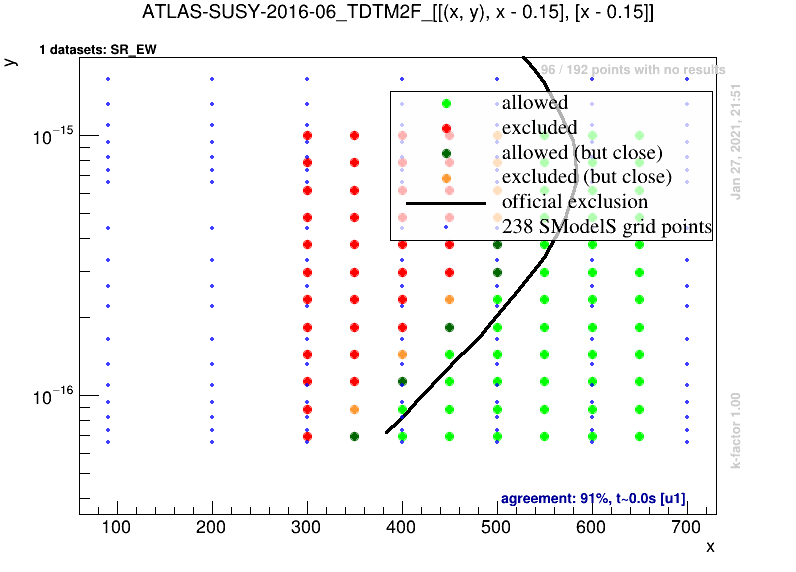 ATLAS-SUSY-2016-06_TDTM2F_[[(x, y), x - 0.15], [x - 0.15]]
y
1 datasets: SR_EW
96 / 192 points with no results
allowed
excluded
allowed (but close)
excluded (but close)
official exclusion
238 SModelS grid points
Jan 27, 2021, 21:51
10−15
10−16
k-factor 1.00
agreement: 91%, t~0.0s [u1]
100 200 300 400 500 600 700
x